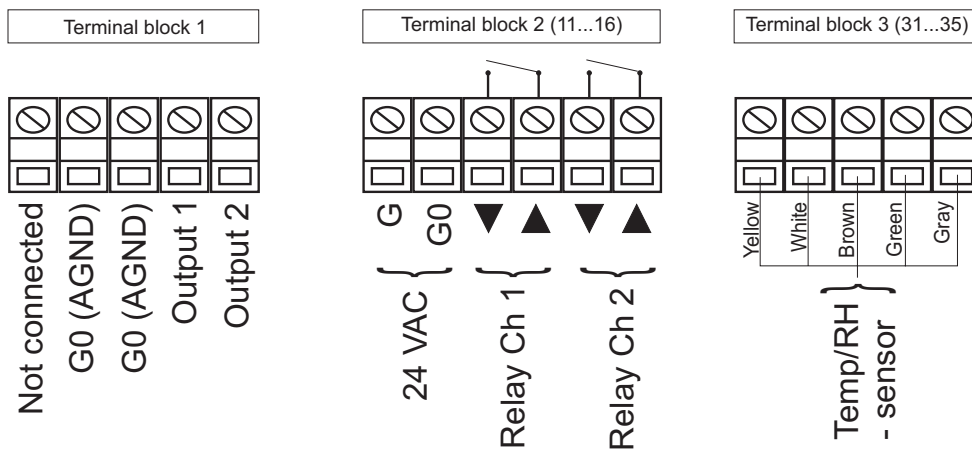 Terminal block 1
Terminal block 2 (11...16)
Terminal block 3 (31...35)
Not connected
G0 (AGND)
G0 (AGND)
Output 1
Output 2
G
G0
24 VAC
Relay Ch 1
Relay Ch 2
Yellow
White
Brown
Green
Gray
Temp/RH
- sensor